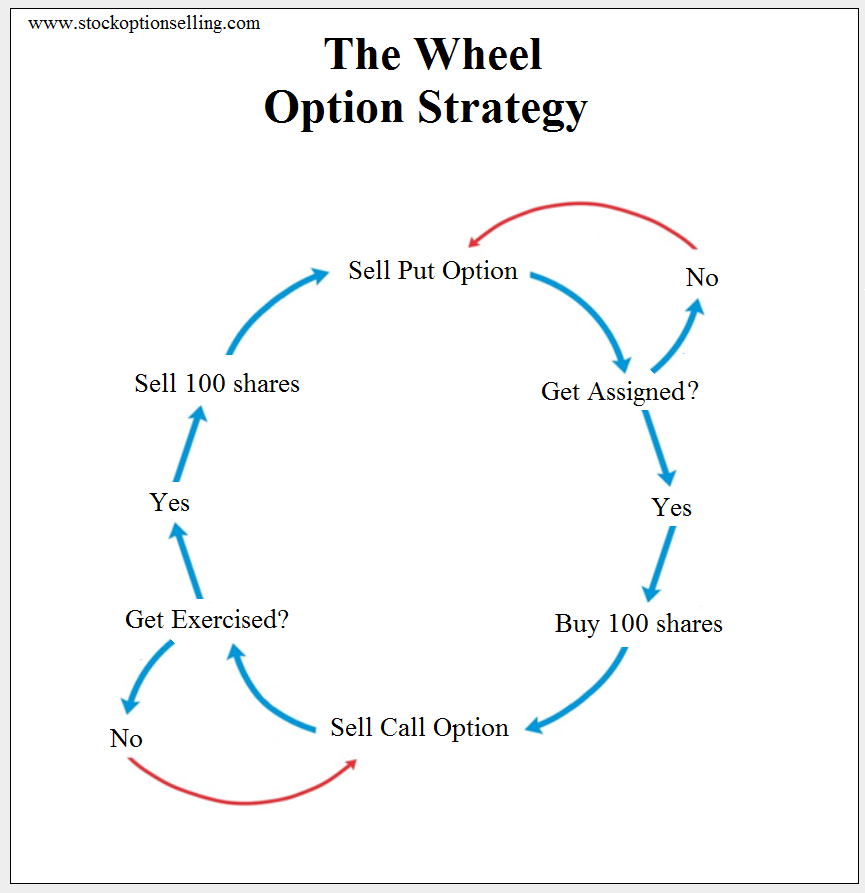 www.stockoptionselling.com
The Wheel
Option Strategy
Sell Put Option
No
Sell 100 shares
Get Assigned?
Yes
Yes
Get Exercised?
Buy 100 shares
No
Sell Call Option